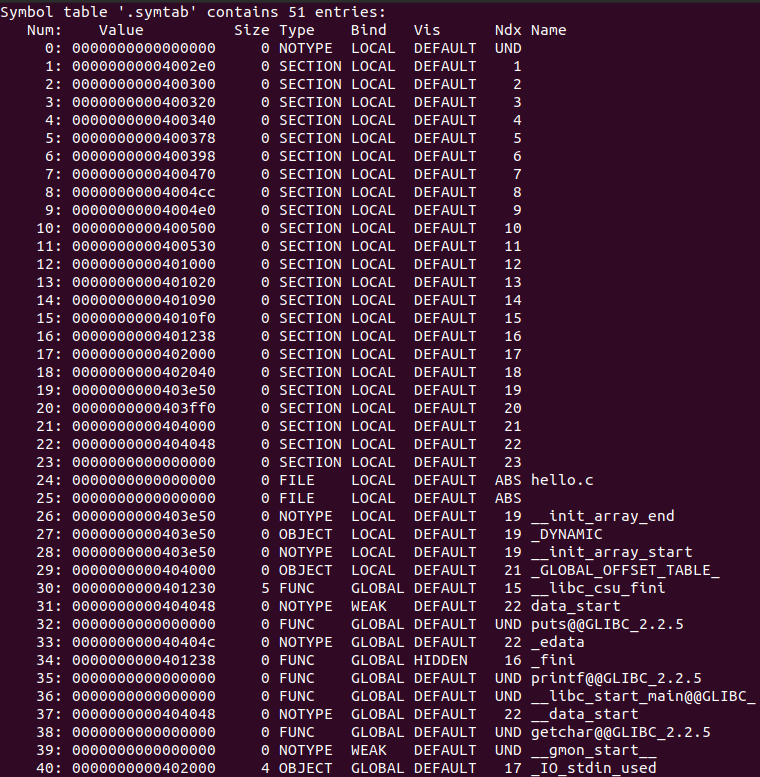 Symbol table '.symtab' contains 51 entries:
   Num:    Value          Size Type    Bind   Vis      Ndx Name
     0: 0000000000000000     0 NOTYPE  LOCAL  DEFAULT  UND
     1: 00000000004002e0     0 SECTION LOCAL  DEFAULT    1
     2: 0000000000400300     0 SECTION LOCAL  DEFAULT    2
     3: 0000000000400320     0 SECTION LOCAL  DEFAULT    3
     4: 0000000000400340     0 SECTION LOCAL  DEFAULT    4
     5: 0000000000400378     0 SECTION LOCAL  DEFAULT    5
     6: 0000000000400398     0 SECTION LOCAL  DEFAULT    6
     7: 0000000000400470     0 SECTION LOCAL  DEFAULT    7
     8: 00000000004004cc     0 SECTION LOCAL  DEFAULT    8
     9: 00000000004004e0     0 SECTION LOCAL  DEFAULT    9
    10: 0000000000400500     0 SECTION LOCAL  DEFAULT   10
    11: 0000000000400530     0 SECTION LOCAL  DEFAULT   11
    12: 0000000000401000     0 SECTION LOCAL  DEFAULT   12
    13: 0000000000401020     0 SECTION LOCAL  DEFAULT   13
    14: 0000000000401090     0 SECTION LOCAL  DEFAULT   14
    15: 00000000004010f0     0 SECTION LOCAL  DEFAULT   15
    16: 0000000000401238     0 SECTION LOCAL  DEFAULT   16
    17: 0000000000402000     0 SECTION LOCAL  DEFAULT   17
    18: 0000000000402040     0 SECTION LOCAL  DEFAULT   18
    19: 0000000000403e50     0 SECTION LOCAL  DEFAULT   19
    20: 0000000000403ff0     0 SECTION LOCAL  DEFAULT   20
    21: 0000000000404000     0 SECTION LOCAL  DEFAULT   21
    22: 0000000000404048     0 SECTION LOCAL  DEFAULT   22
    23: 0000000000000000     0 SECTION LOCAL  DEFAULT   23
    24: 0000000000000000     0 FILE    LOCAL  DEFAULT  ABS hello.c
    25: 0000000000000000     0 FILE    LOCAL  DEFAULT  ABS
    26: 0000000000403e50     0 NOTYPE  LOCAL  DEFAULT   19 __init_array_end
    27: 0000000000403e50     0 OBJECT  LOCAL  DEFAULT   19 _DYNAMIC
    28: 0000000000403e50     0 NOTYPE  LOCAL  DEFAULT   19 __init_array_start
    29: 0000000000404000     0 OBJECT  LOCAL  DEFAULT   21 _GLOBAL_OFFSET_TABLE_
    30: 0000000000401230     5 FUNC    GLOBAL DEFAULT   15 __libc_csu_fini
    31: 0000000000404048     0 NOTYPE  WEAK   DEFAULT   22 data_start
    32: 0000000000000000     0 FUNC    GLOBAL DEFAULT  UND puts@@GLIBC_2.2.5
    33: 000000000040404c     0 NOTYPE  GLOBAL DEFAULT   22 _edata
    34: 0000000000401238     0 FUNC    GLOBAL HIDDEN    16 _fini
    35: 0000000000000000     0 FUNC    GLOBAL DEFAULT  UND printf@@GLIBC_2.2.5
    36: 0000000000000000     0 FUNC    GLOBAL DEFAULT  UND __libc_start_main@@GLIBC_
    37: 0000000000404048     0 NOTYPE  GLOBAL DEFAULT   22 __data_start
    38: 0000000000000000     0 FUNC    GLOBAL DEFAULT  UND getchar@@GLIBC_2.2.5
    39: 0000000000000000     0 NOTYPE  WEAK   DEFAULT  UND __gmon_start__
    40: 0000000000402000     4 OBJECT  GLOBAL DEFAULT   17 _IO_stdin_used